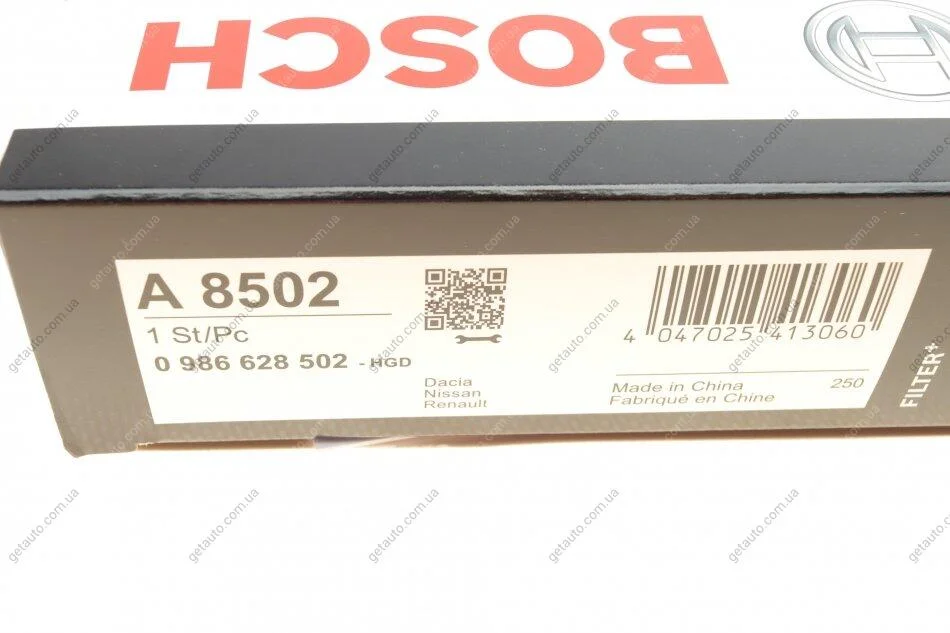 BOSCH
A 8502
1 St/Pc
0 986 628 502 - HGD
Dacia
Nissan
Renault
4 047025 413060
Made in China
Fabriqué en Chine
250
FILTER+
getauto.com.ua